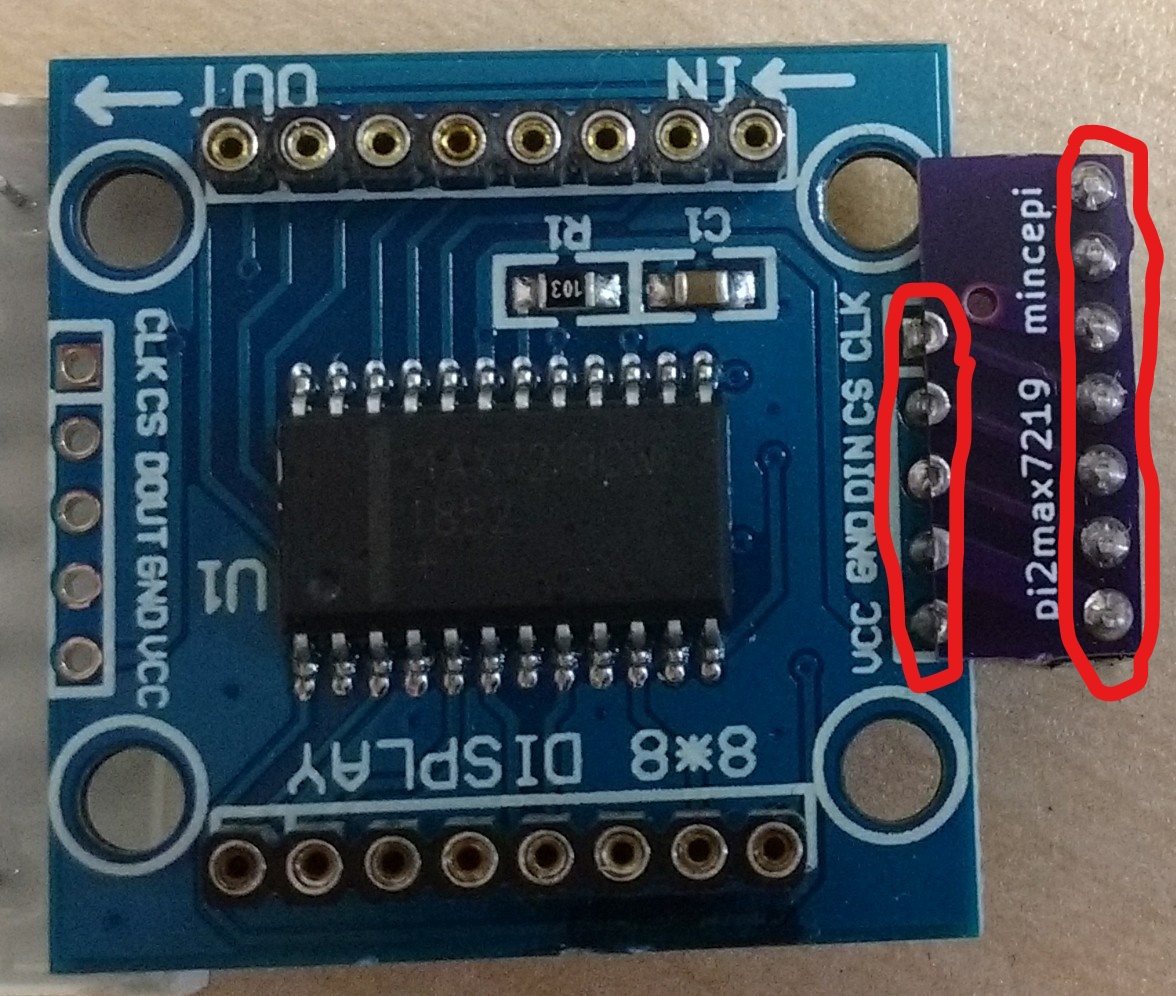 OUT
IN
R1
C1
103
CLK CS DOUT GND VCC
VCC GND DIN CS CLK
pi2max7219 mincepi
U1
1852
8*8 DISPLAY